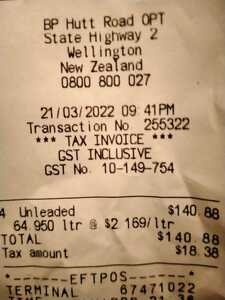 BP Hutt Road OPT
State Highway 2
Wellington
New Zealand
0800 800 027
21/03/2022 09:41PM
Transaction No 255322
*** TAX INVOICE ***
GST INCLUSIVE
GST No. 10-149-754
4 Unleaded $140.88
64.950 ltr @ $2.169/ltr
TOTAL $140.88
Tax amount $18.38
*-------EFTPOS-------
TERMINAL 67471022